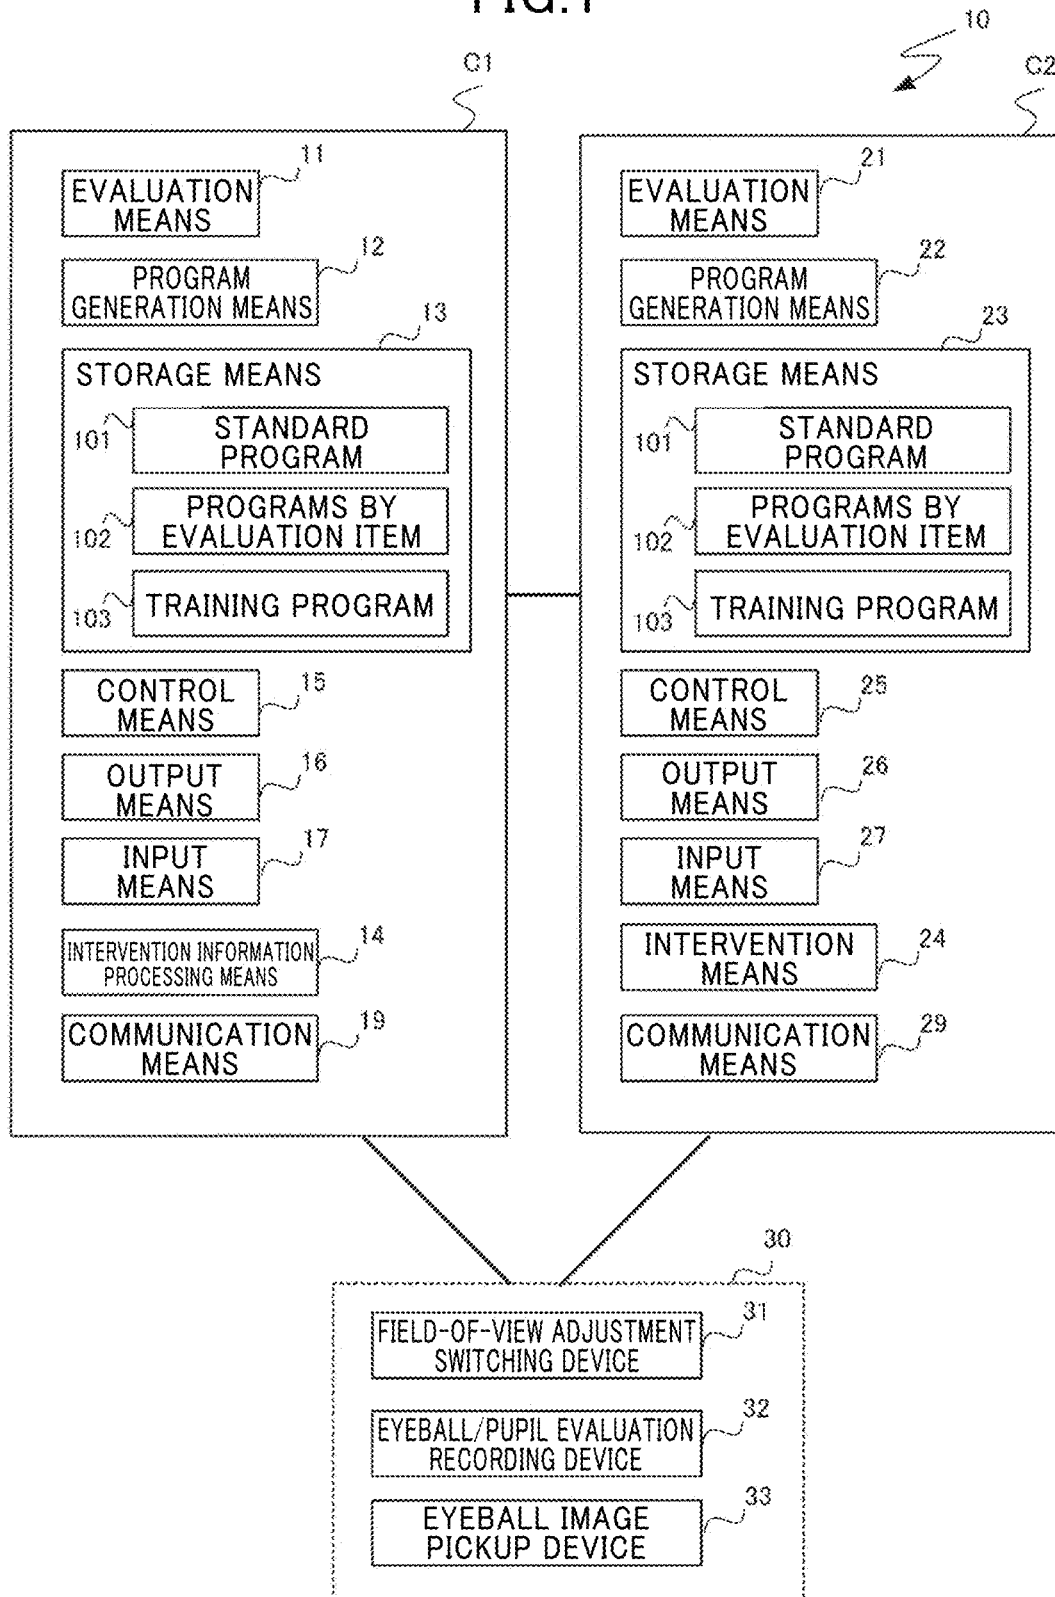 FIG.1
10
C1
C2
11
EVALUATION
MEANS
12
PROGRAM
GENERATION MEANS
13
STORAGE MEANS
101
STANDARD
PROGRAM
102
PROGRAMS BY
EVALUATION ITEM
103
TRAINING PROGRAM
15
CONTROL
MEANS
16
OUTPUT
MEANS
17
INPUT
MEANS
14
INTERVENTION INFORMATION
PROCESSING MEANS
19
COMMUNICATION
MEANS
21
EVALUATION
MEANS
22
PROGRAM
GENERATION MEANS
23
STORAGE MEANS
101
STANDARD
PROGRAM
102
PROGRAMS BY
EVALUATION ITEM
103
TRAINING PROGRAM
25
CONTROL
MEANS
26
OUTPUT
MEANS
27
INPUT
MEANS
24
INTERVENTION
MEANS
29
COMMUNICATION
MEANS
30
31
FIELD-OF-VIEW ADJUSTMENT
SWITCHING DEVICE
32
EYEBALL/PUPIL EVALUATION
RECORDING DEVICE
33
EYEBALL IMAGE
PICKUP DEVICE